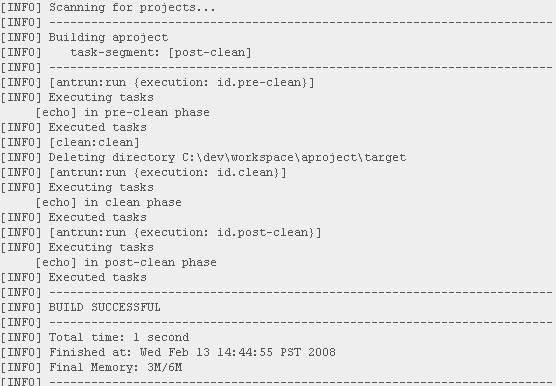 [INFO] Scanning for projects...
[INFO] ------------------------------------------------------------------------
[INFO] Building aproject
[INFO]    task-segment: [post-clean]
[INFO] ------------------------------------------------------------------------
[INFO] [antrun:run {execution: id.pre-clean}]
[INFO] Executing tasks
     [echo] in pre-clean phase
[INFO] Executed tasks
[INFO] [clean:clean]
[INFO] Deleting directory C:\dev\workspace\aproject\target
[INFO] [antrun:run {execution: id.clean}]
[INFO] Executing tasks
     [echo] in clean phase
[INFO] Executed tasks
[INFO] [antrun:run {execution: id.post-clean}]
[INFO] Executing tasks
     [echo] in post-clean phase
[INFO] Executed tasks
[INFO] ------------------------------------------------------------------------
[INFO] BUILD SUCCESSFUL
[INFO] ------------------------------------------------------------------------
[INFO] Total time: 1 second
[INFO] Finished at: Wed Feb 13 14:44:55 PST 2008
[INFO] Final Memory: 3M/6M
[INFO] ------------------------------------------------------------------------